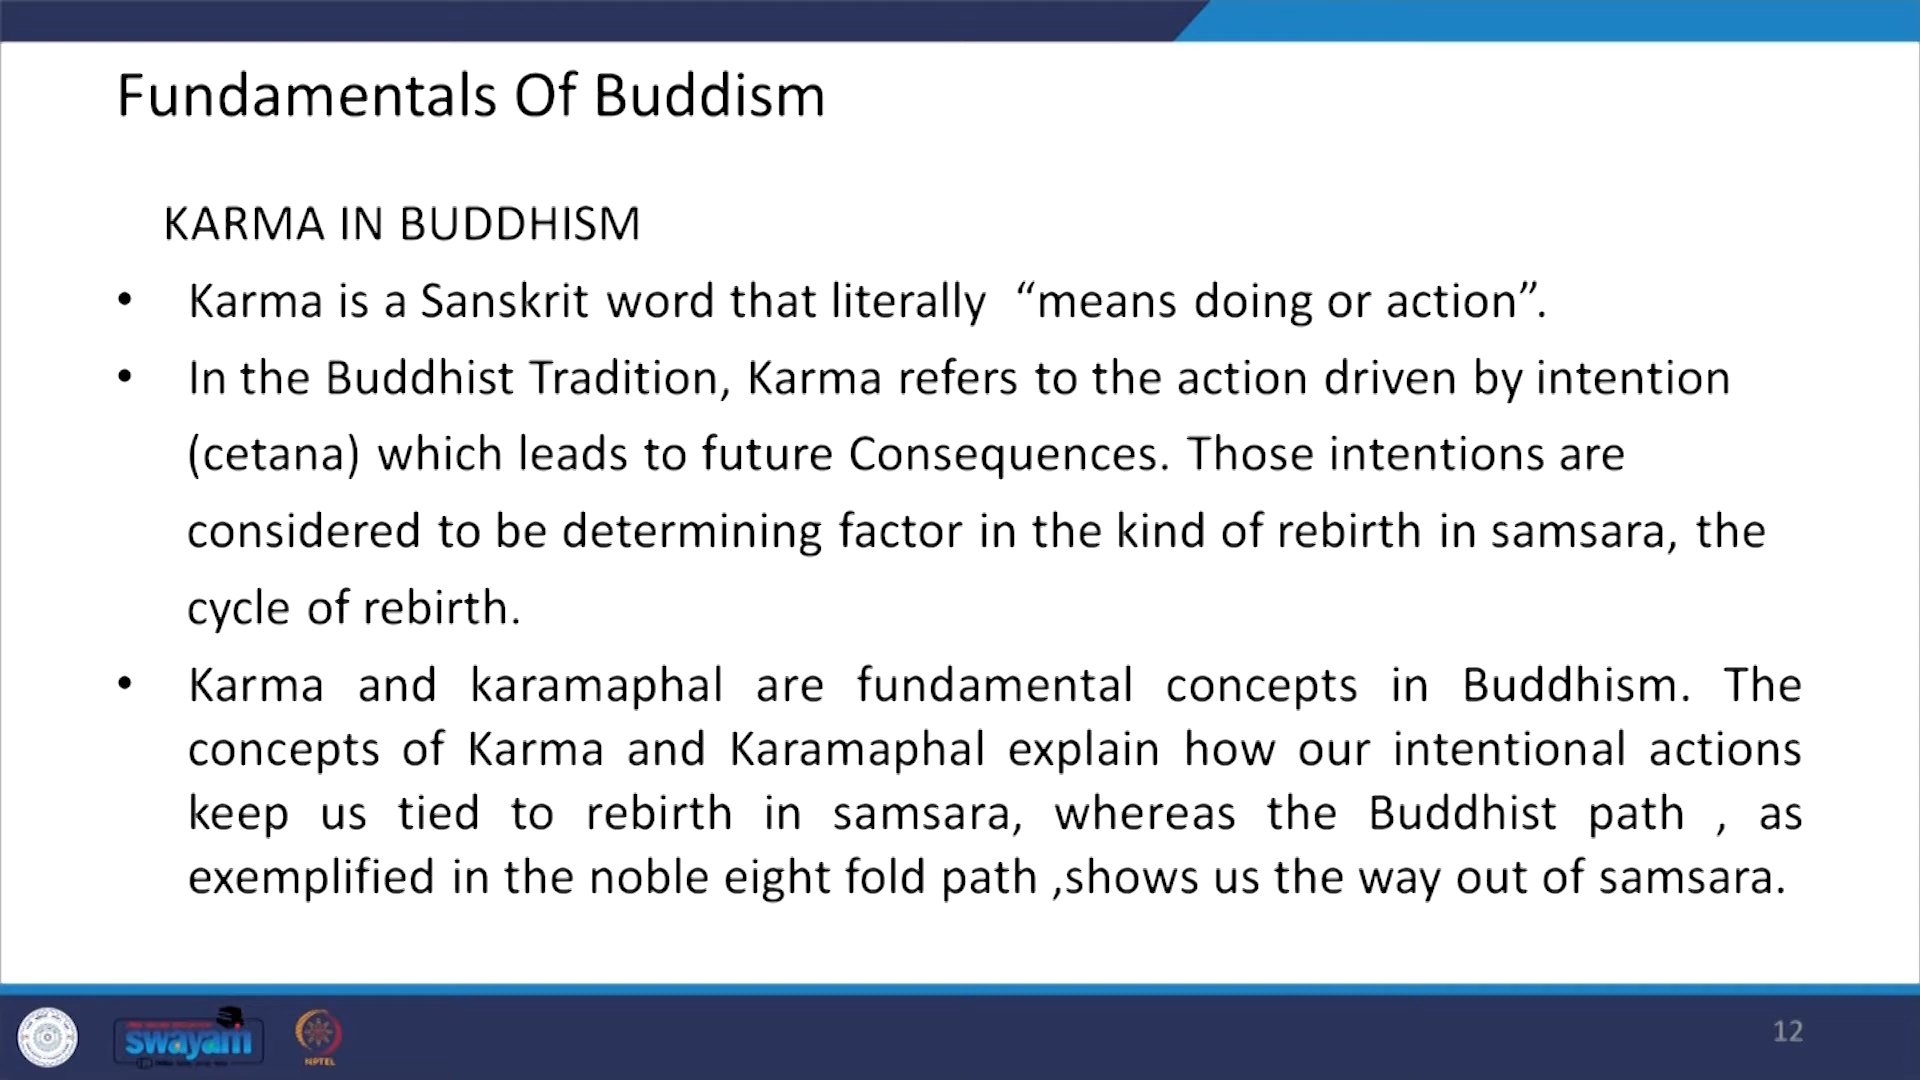 Fundamentals Of Buddism
KARMA IN BUDDHISM
• Karma is a Sanskrit word that literally “means doing or action”.
• In the Buddhist Tradition, Karma refers to the action driven by intention
(cetana) which leads to future Consequences. Those intentions are
considered to be determining factor in the kind of rebirth in samsara, the
cycle of rebirth.
• Karma and karamaphal are fundamental concepts in Buddhism. The
concepts of Karma and Karamaphal explain how our intentional actions
keep us tied to rebirth in samsara, whereas the Buddhist path , as
exemplified in the noble eight fold path ,shows us the way out of samsara.
swayam
NPTEL
12